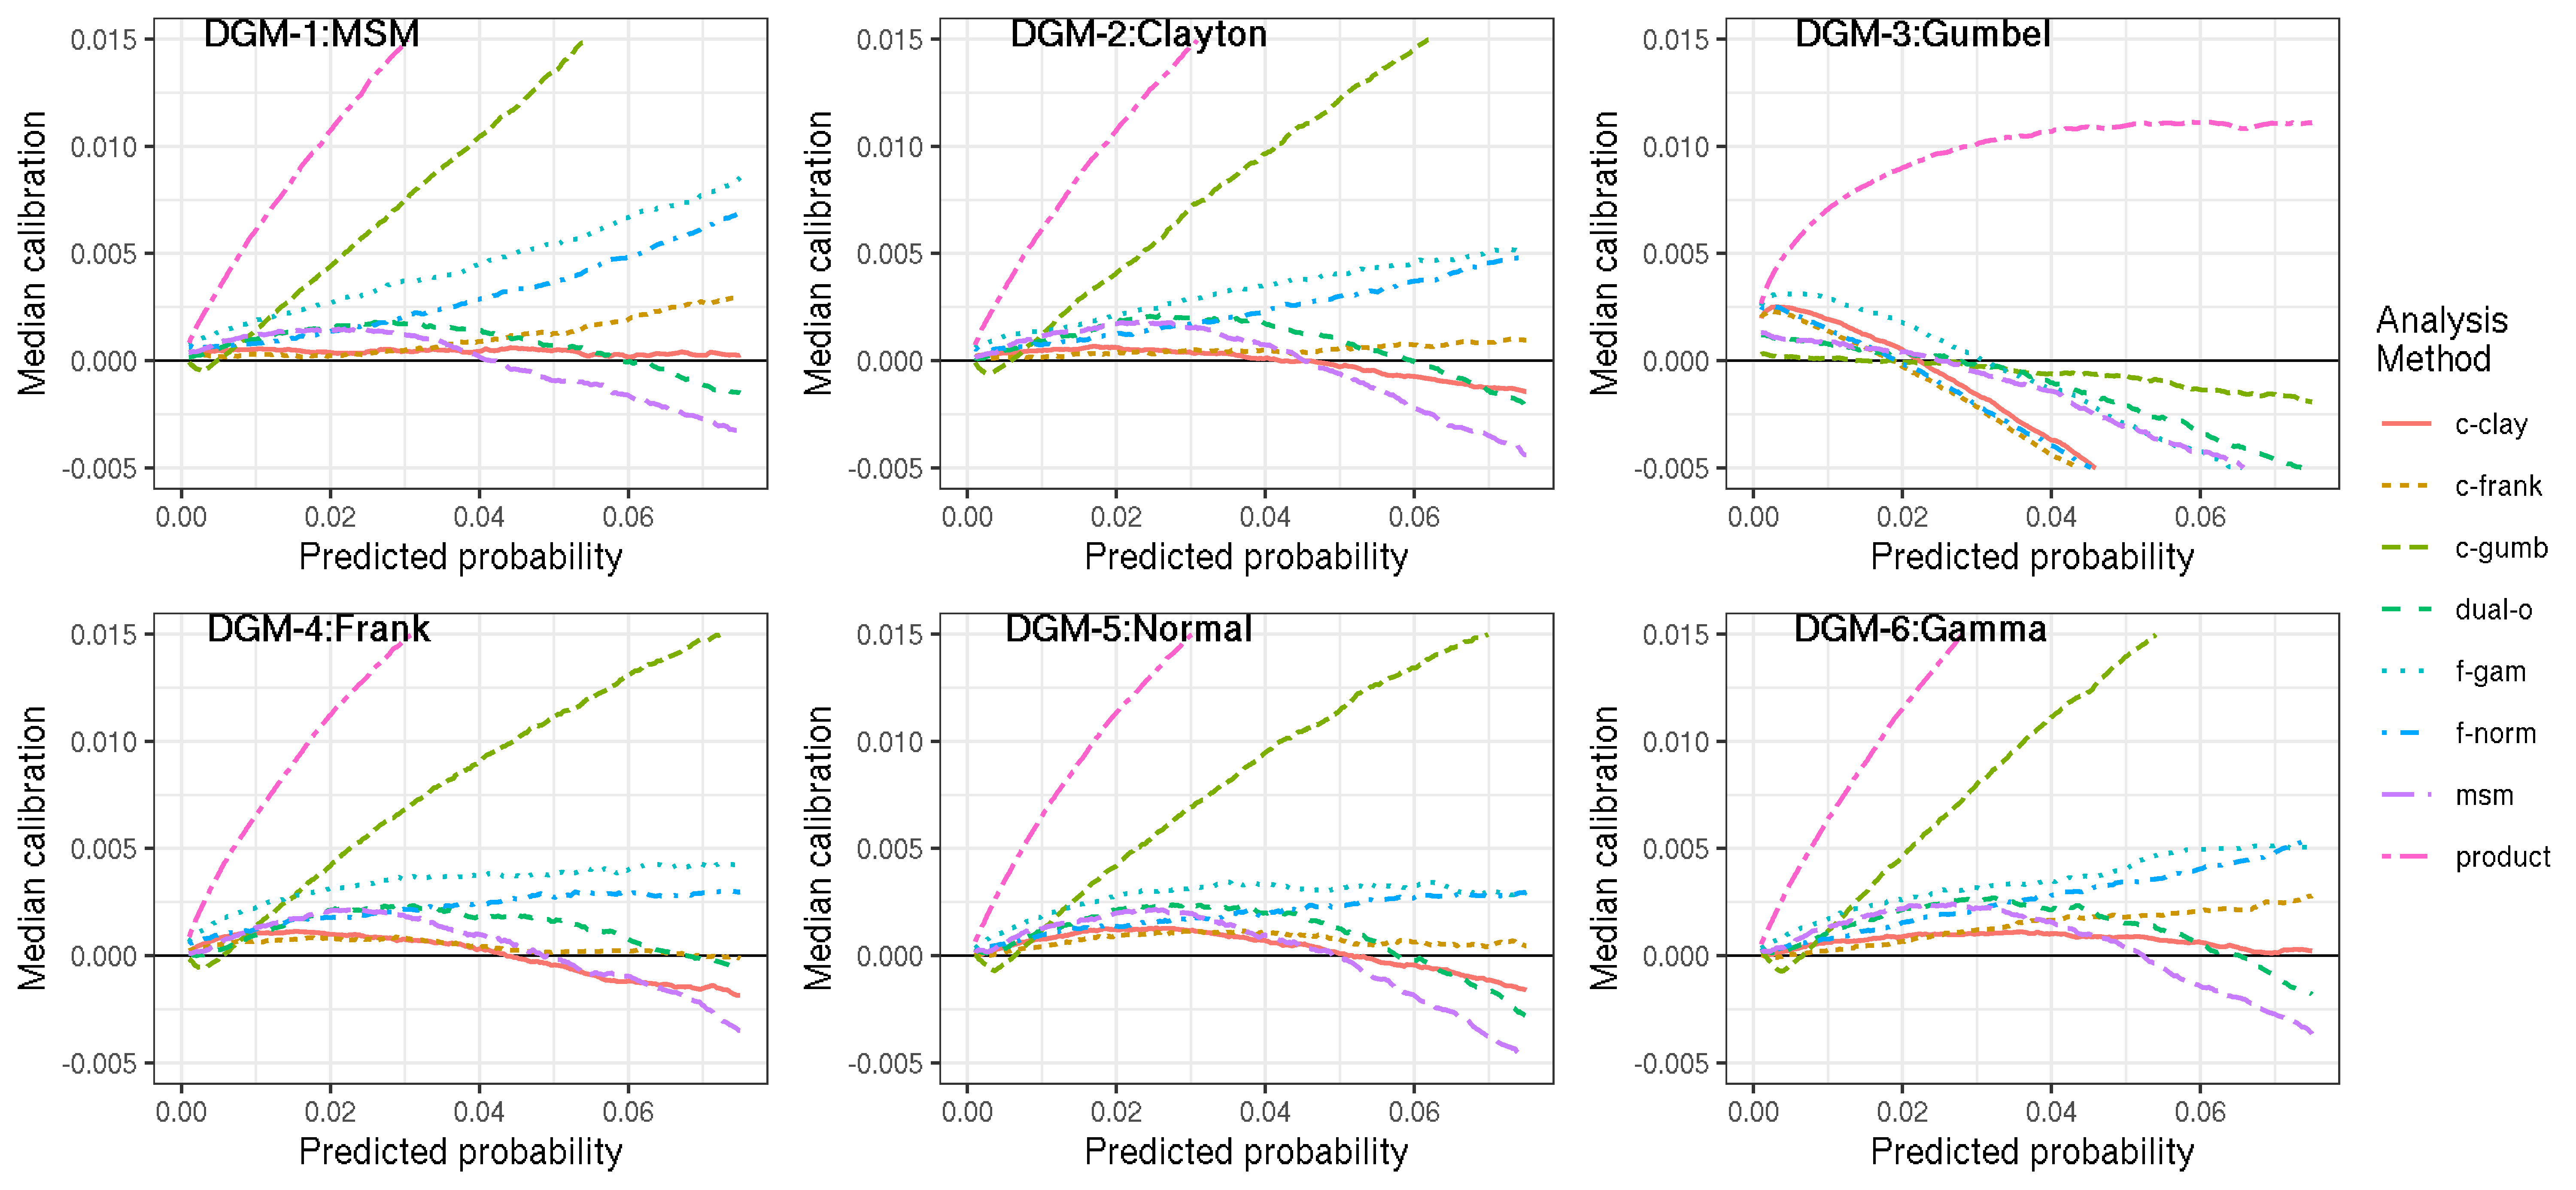 DGM-1:MSM
0.015
0.010
0.005
0.000
-0.005
Median calibration
0.00 0.02 0.04 0.06
Predicted probability
DGM-2:Clayton
0.015
0.010
0.005
0.000
-0.005
Median calibration
0.00 0.02 0.04 0.06
Predicted probability
DGM-3:Gumbel
0.015
0.010
0.005
0.000
-0.005
Median calibration
0.00 0.02 0.04 0.06
Predicted probability
DGM-4:Frank
0.015
0.010
0.005
0.000
-0.005
Median calibration
0.00 0.02 0.04 0.06
Predicted probability
DGM-5:Normal
0.015
0.010
0.005
0.000
-0.005
Median calibration
0.00 0.02 0.04 0.06
Predicted probability
DGM-6:Gamma
0.015
0.010
0.005
0.000
-0.005
Median calibration
0.00 0.02 0.04 0.06
Predicted probability
Analysis
Method
c-clay
c-frank
c-gumb
dual-o
f-gam
f-norm
msm
product